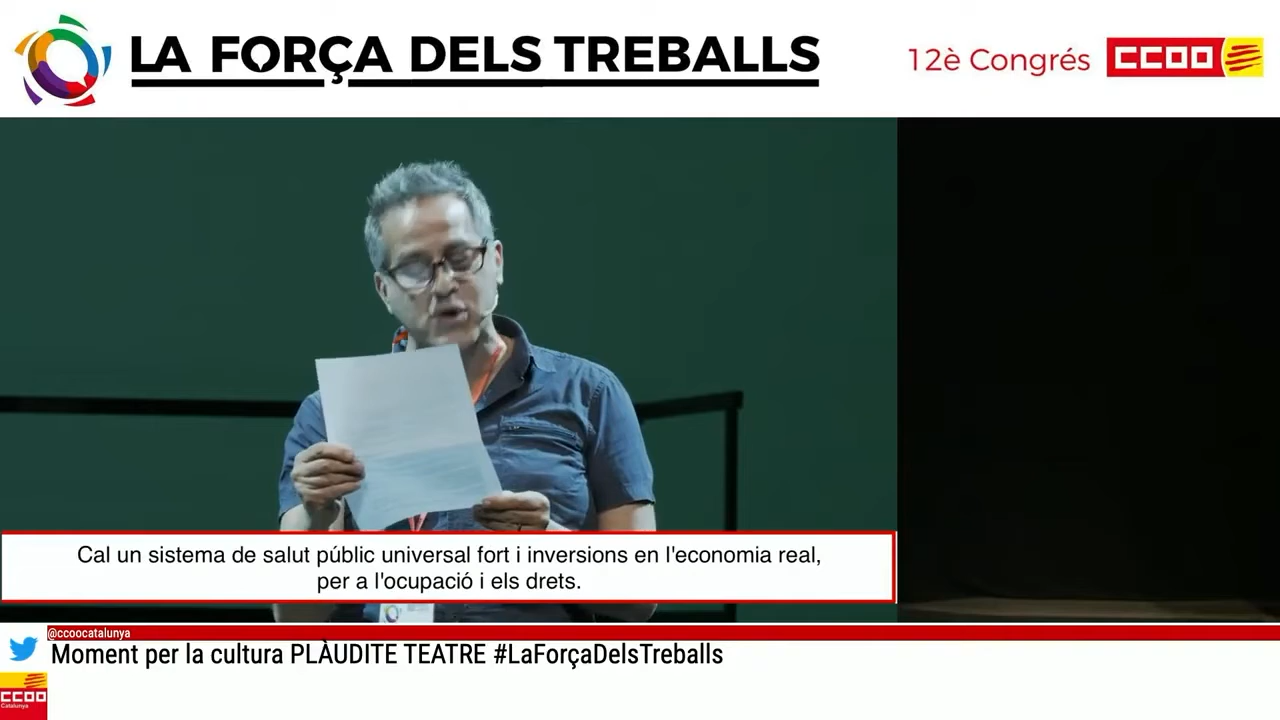 LA FORÇA DELS TREBALLS
12è Congrés
CCOO
Cal un sistema de salut públic universal fort i inversions en l'economia real,
per a l'ocupació i els drets.
@ccoocatalunya
Moment per la cultura PLÀUDITE TEATRE #LaForçaDelsTreballs
CCOO
Catalunya